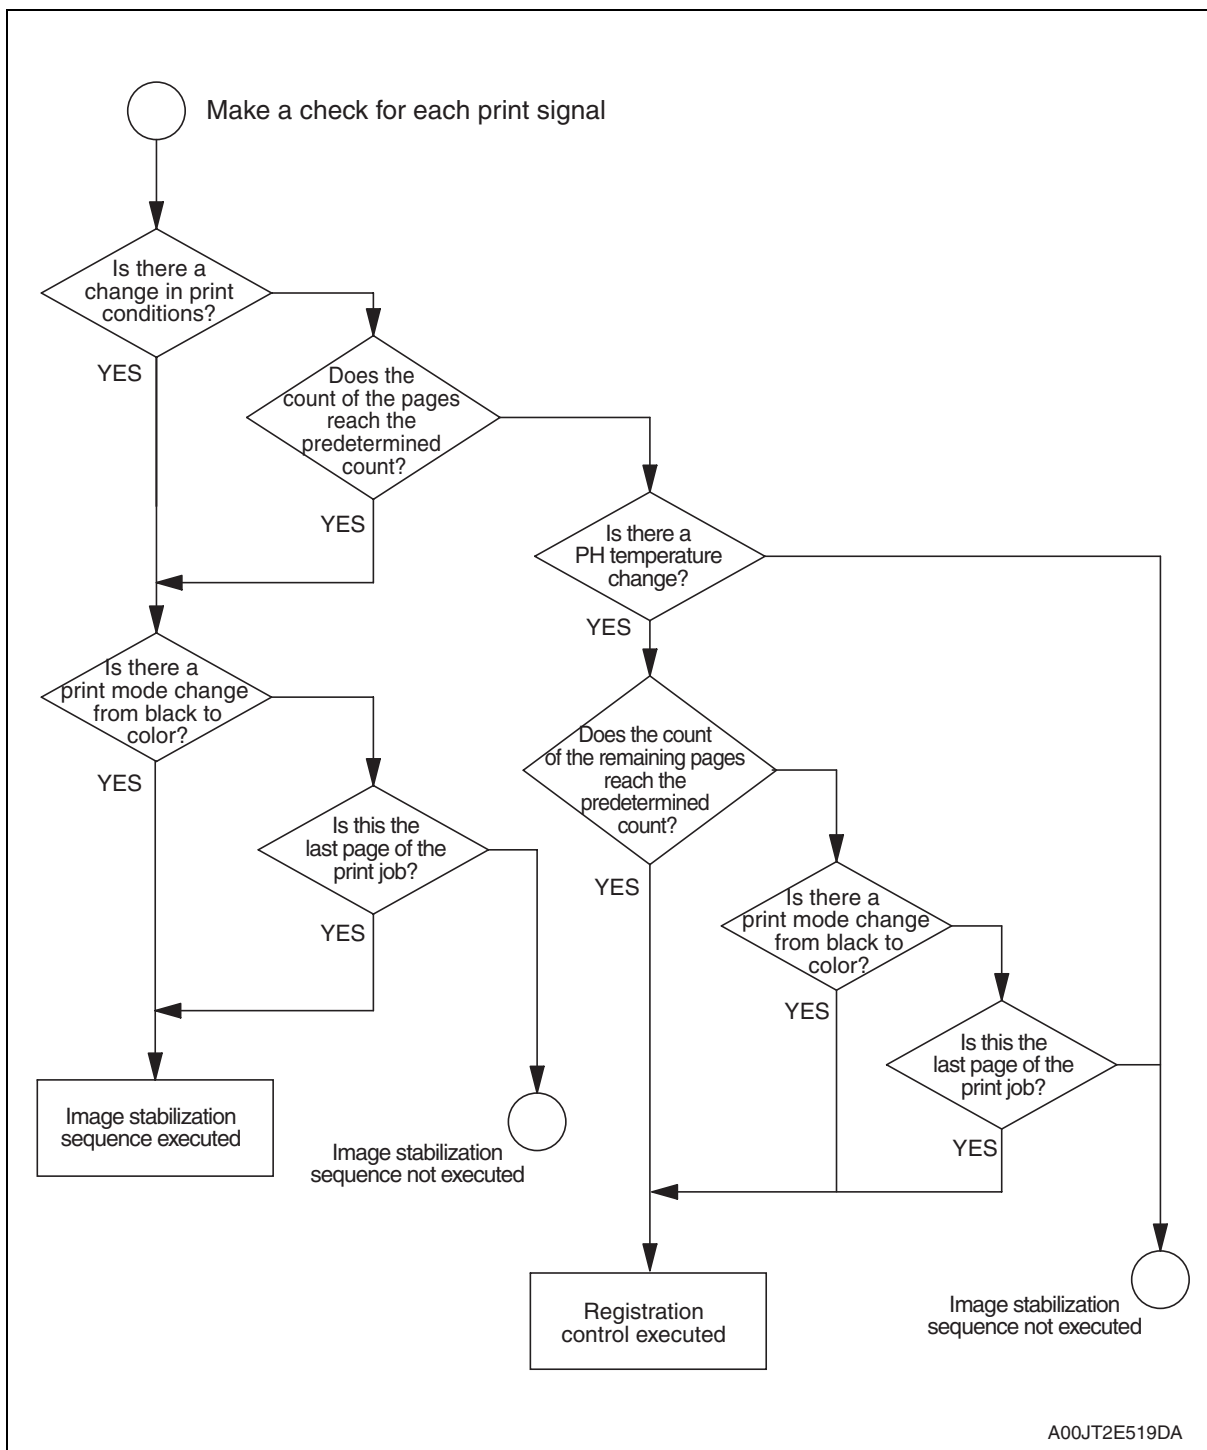 Make a check for each print signal
Is there a
change in print
conditions?
YES
Does the
count of the pages
reach the
predetermined
count?
YES
Is there a
PH temperature
change?
YES
Is there a
print mode change
from black to
color?
YES
Is this the
last page of the
print job?
YES
Does the count
of the remaining pages
reach the
predetermined
count?
YES
Is there a
print mode change
from black to
color?
YES
Is this the
last page of the
print job?
YES
Image stabilization
sequence executed
Image stabilization
sequence not executed
Registration
control executed
Image stabilization
sequence not executed
A00JT2E519DA